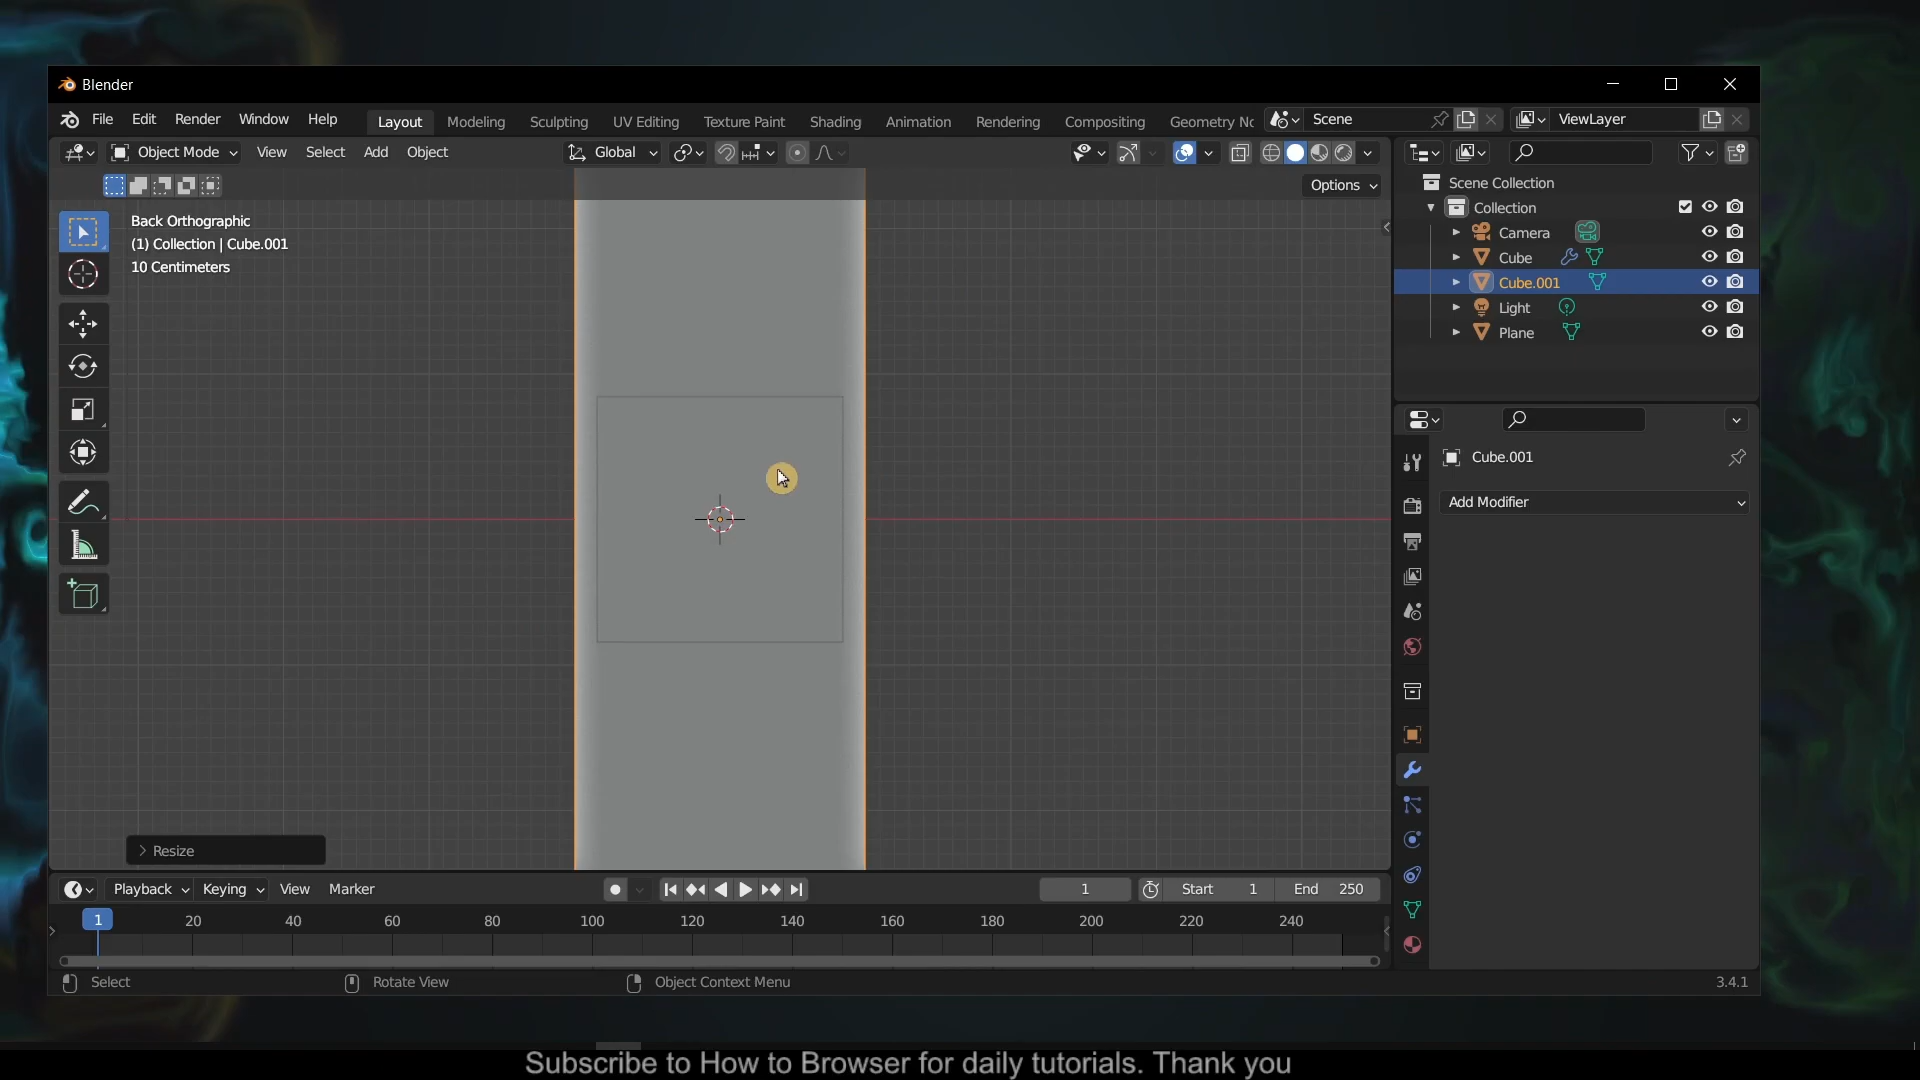 Blender
File Edit Render Window Help Layout Modeling Sculpting UV Editing Texture Paint Shading Animation Rendering Compositing Geometry No Scene ViewLayer
Object Mode View Select Add Object Global
Options
Back Orthographic
(1) Collection | Cube.001
10 Centimeters
Scene Collection
Collection
Camera
Cube
Cube.001
Light
Plane
Cube.001
Add Modifier
Resize
Playback Keying View Marker 1 Start 1 End 250
1 20 40 60 80 100 120 140 160 180 200 220 240
Select Rotate View Object Context Menu 3.4.1
Subscribe to How to Browser for daily tutorials. Thank you